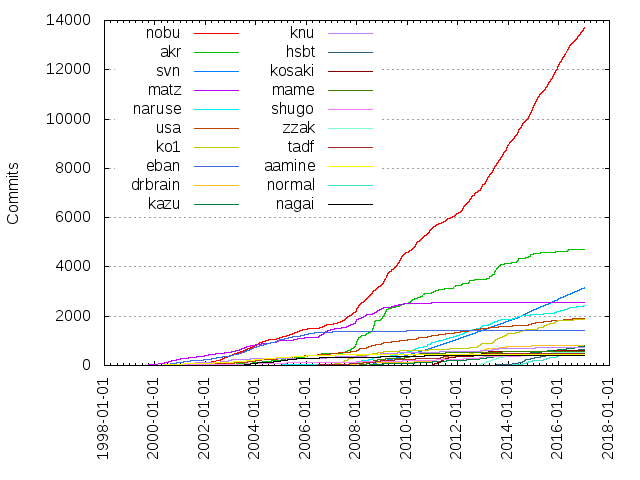 14000
12000
10000
8000
6000
4000
2000
0
Commits
nobu
akr
svn
matz
naruse
usa
ko1
eban
drbrain
kazu
knu
hsbt
kosaki
mame
shugo
zzak
tadf
aamine
normal
nagai
1998-01-01
2000-01-01
2002-01-01
2004-01-01
2006-01-01
2008-01-01
2010-01-01
2012-01-01
2014-01-01
2016-01-01
2018-01-01